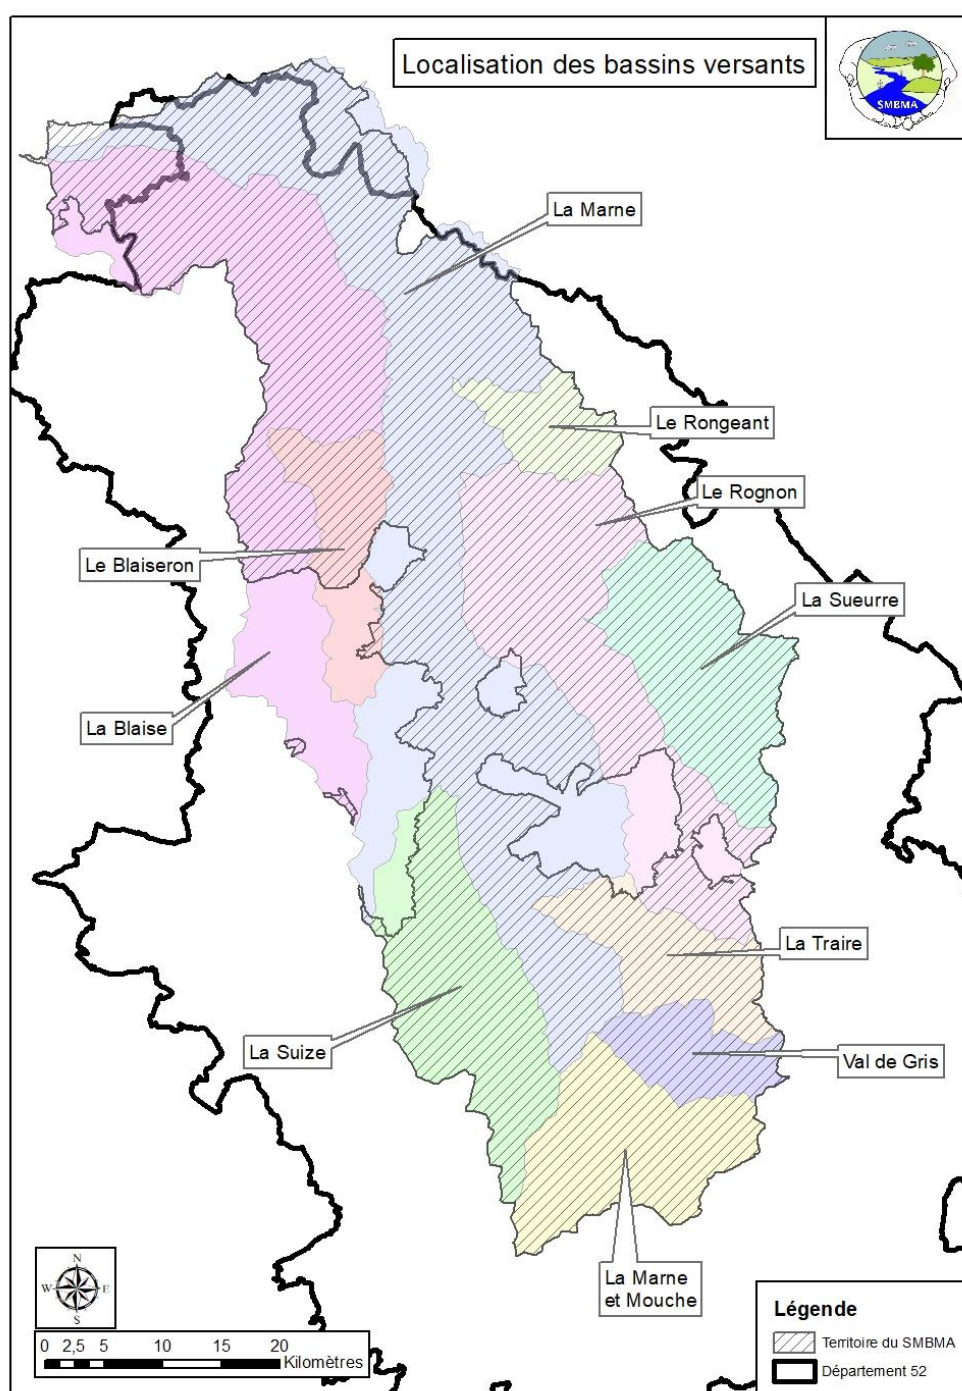 Localisation des bassins versants
SMBMA
La Marne
Le Rongeant
Le Rognon
Le Blaiseron
La Sueurre
La Blaise
La Traire
La Suize
Val de Gris
La Marne
et Mouche
N
W E
S
0 2,5 5 10 15 20
Kilomètres
Légende
Territoire du SMBMA
Département 52